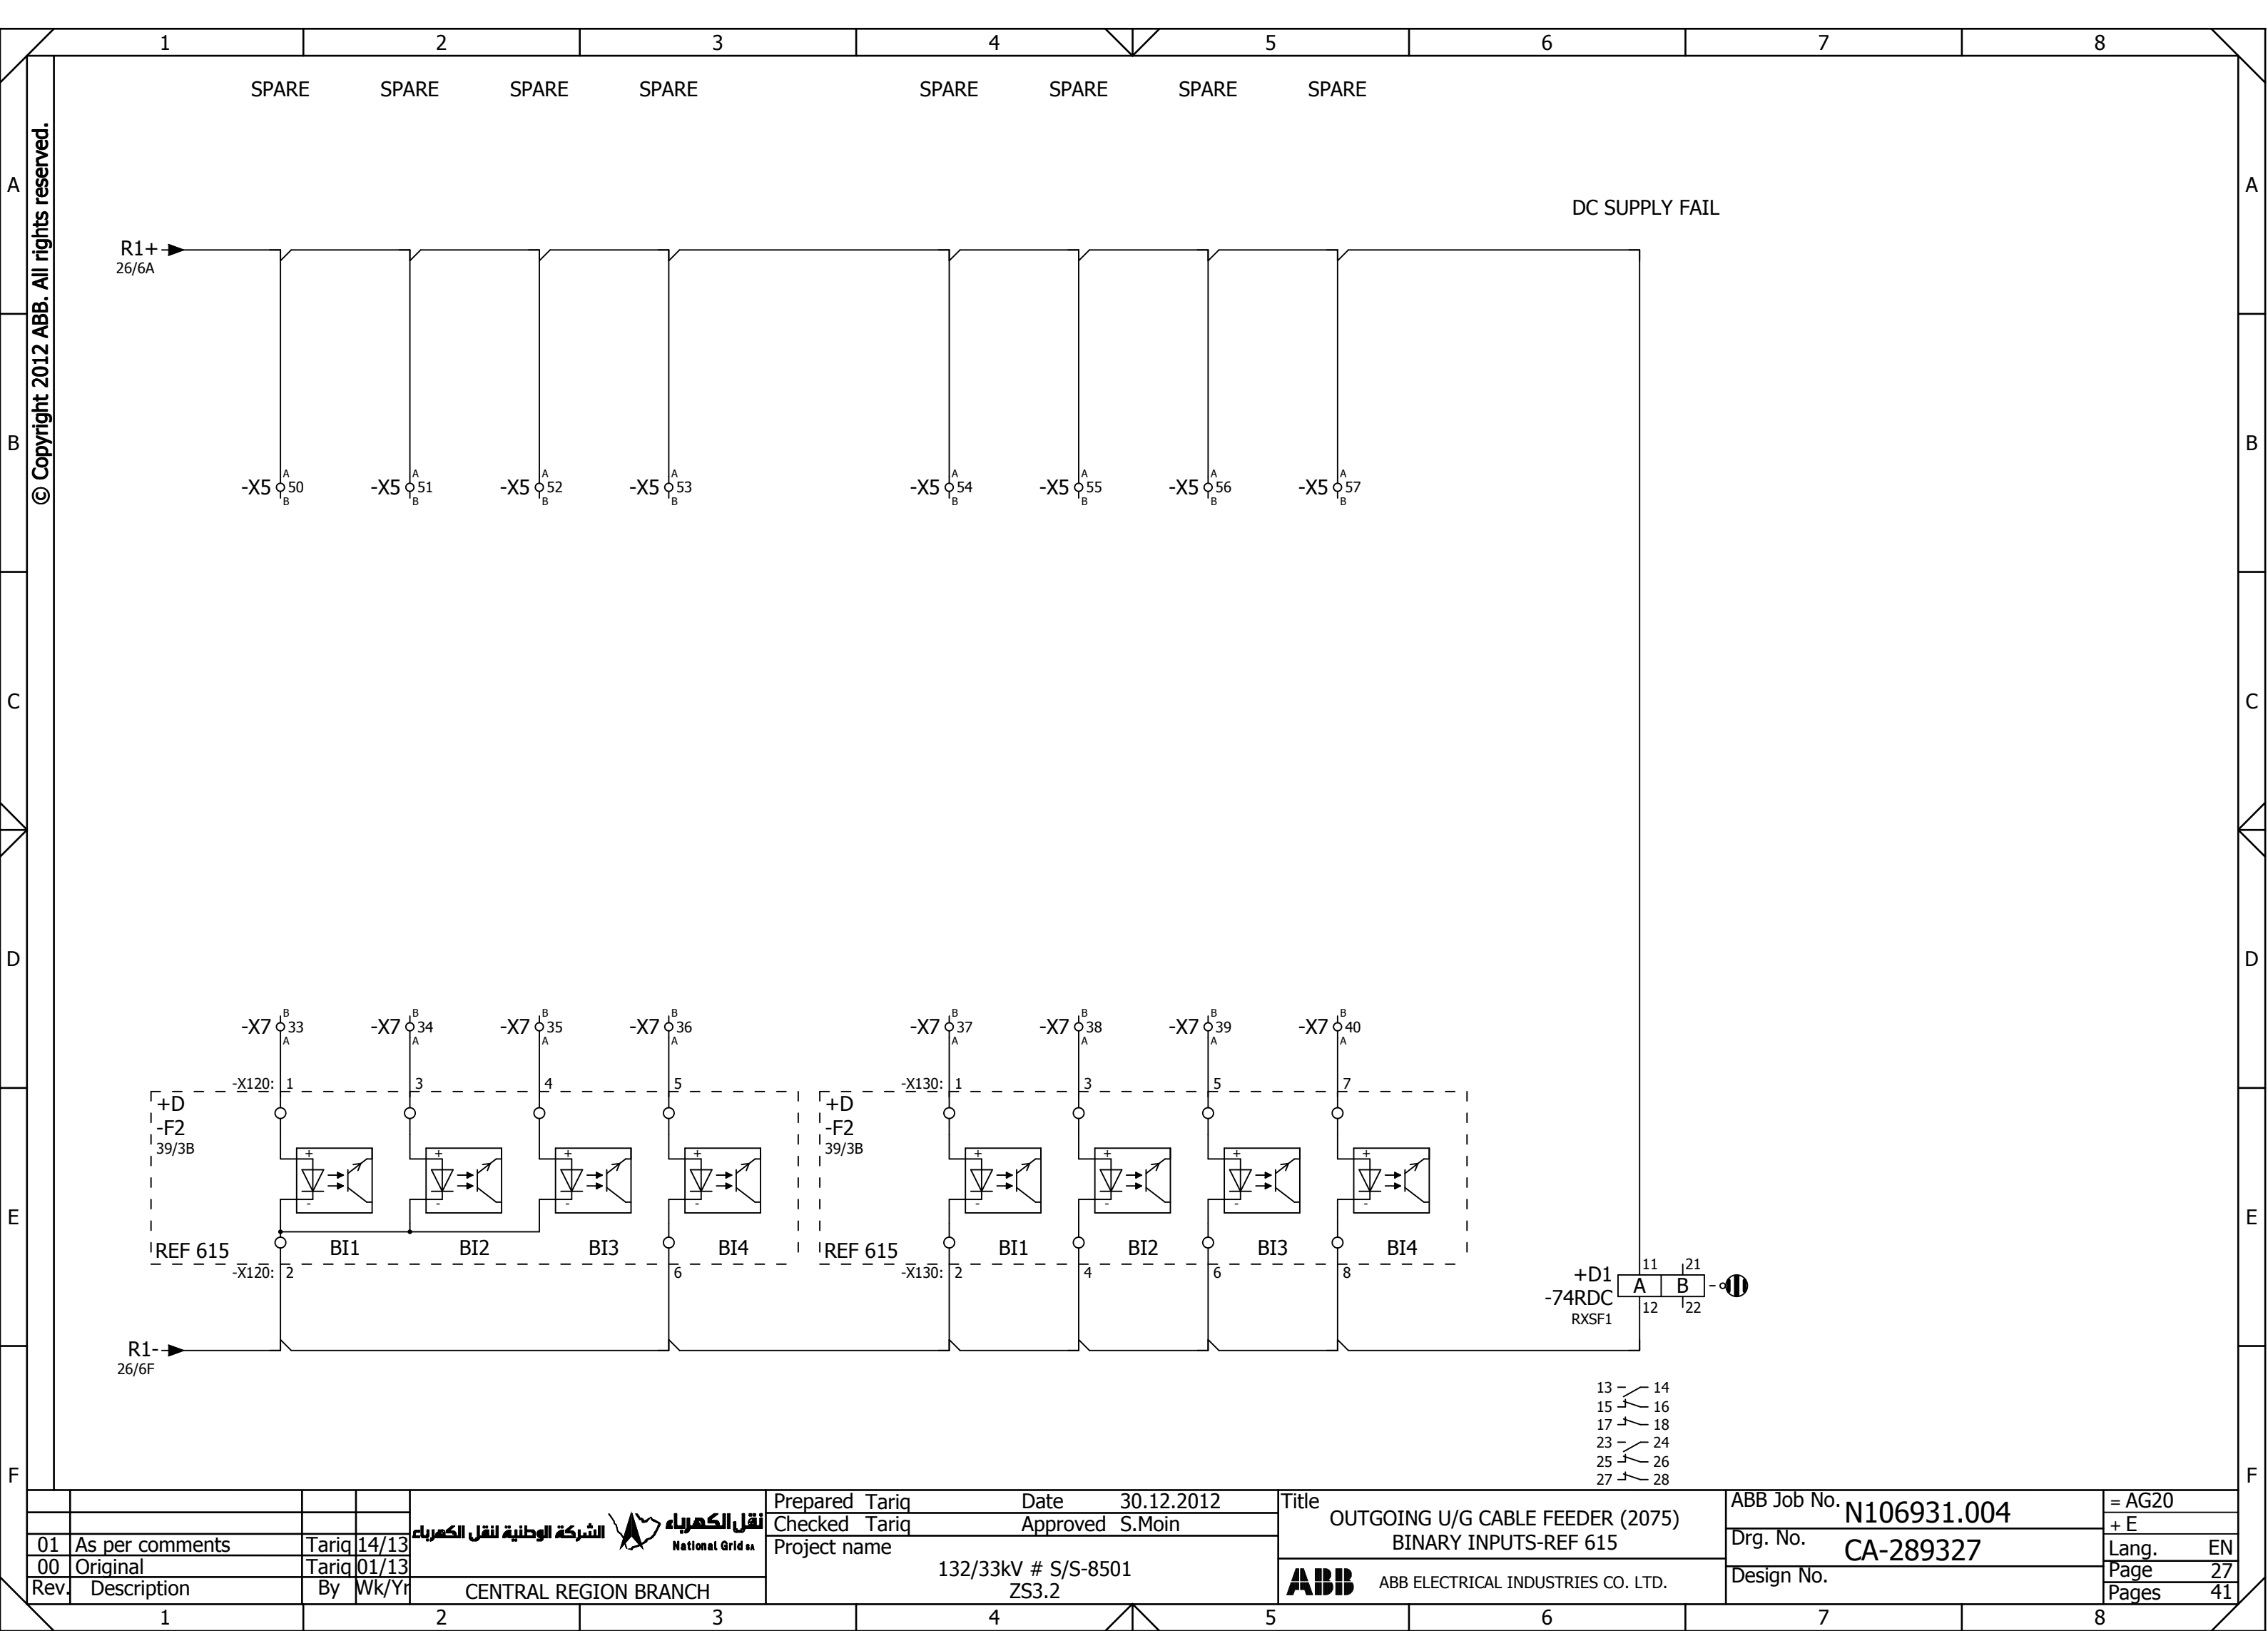 1 2 3 4 5 6 7 8
SPARE SPARE SPARE SPARE SPARE SPARE SPARE SPARE
© Copyright 2012 ABB. All rights reserved.
A A
DC SUPPLY FAIL
R1+
26/6A
B B
A A A A A A A A
-X5 50 -X5 51 -X5 52 -X5 53 -X5 54 -X5 55 -X5 56 -X5 57
B B B B B B B B
C C
D D
B B B B B B B B
-X7 33 -X7 34 -X7 35 -X7 36 -X7 37 -X7 38 -X7 39 -X7 40
A A A A A A A A
-X120: 1 3 4 5 -X130: 1 3 5 7
+D +D
-F2 -F2
39/3B 39/3B
+ + + + + + + +
- - - - - - - -
E E
REF 615 BI1 BI2 BI3 BI4 REF 615 BI1 BI2 BI3 BI4
-X120: 2 6 -X130: 2 4 6 8
11 21
+D1 A B
-74RDC 12 22
RXSF1
R1-
26/6F
13 14
15 16
17 18
23 24
25 26
27 28
F F
01 As per comments Tariq 14/13
00 Original Tariq 01/13
Rev. Description By Wk/Yr
الشركة الوطنية لنقل الكهرباء
نقل الكهرباء
National Grid SA
CENTRAL REGION BRANCH
Prepared Tariq Date 30.12.2012
Checked Tariq Approved S.Moin
Project name
132/33kV # S/S-8501
ZS3.2
Title
OUTGOING U/G CABLE FEEDER (2075)
BINARY INPUTS-REF 615
ABB ABB ELECTRICAL INDUSTRIES CO. LTD.
ABB Job No. N106931.004
Drg. No. CA-289327
Design No.
= AG20
+ E
Lang. EN
Page 27
Pages 41
1 2 3 4 5 6 7 8